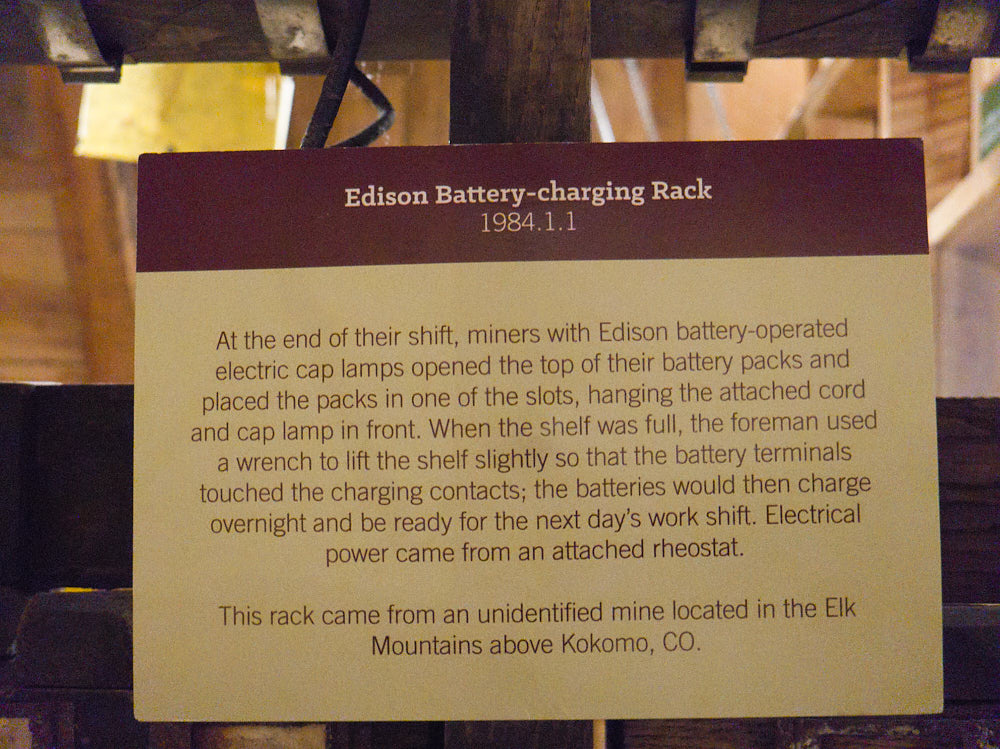 Edison Battery-charging Rack
1984.1.1
At the end of their shift, miners with Edison battery-operated
electric cap lamps opened the top of their battery packs and
placed the packs in one of the slots, hanging the attached cord
and cap lamp in front. When the shelf was full, the foreman used
a wrench to lift the shelf slightly so that the battery terminals
touched the charging contacts; the batteries would then charge
overnight and be ready for the next day's work shift. Electrical
power came from an attached rheostat.
This rack came from an unidentified mine located in the Elk
Mountains above Kokomo, CO.